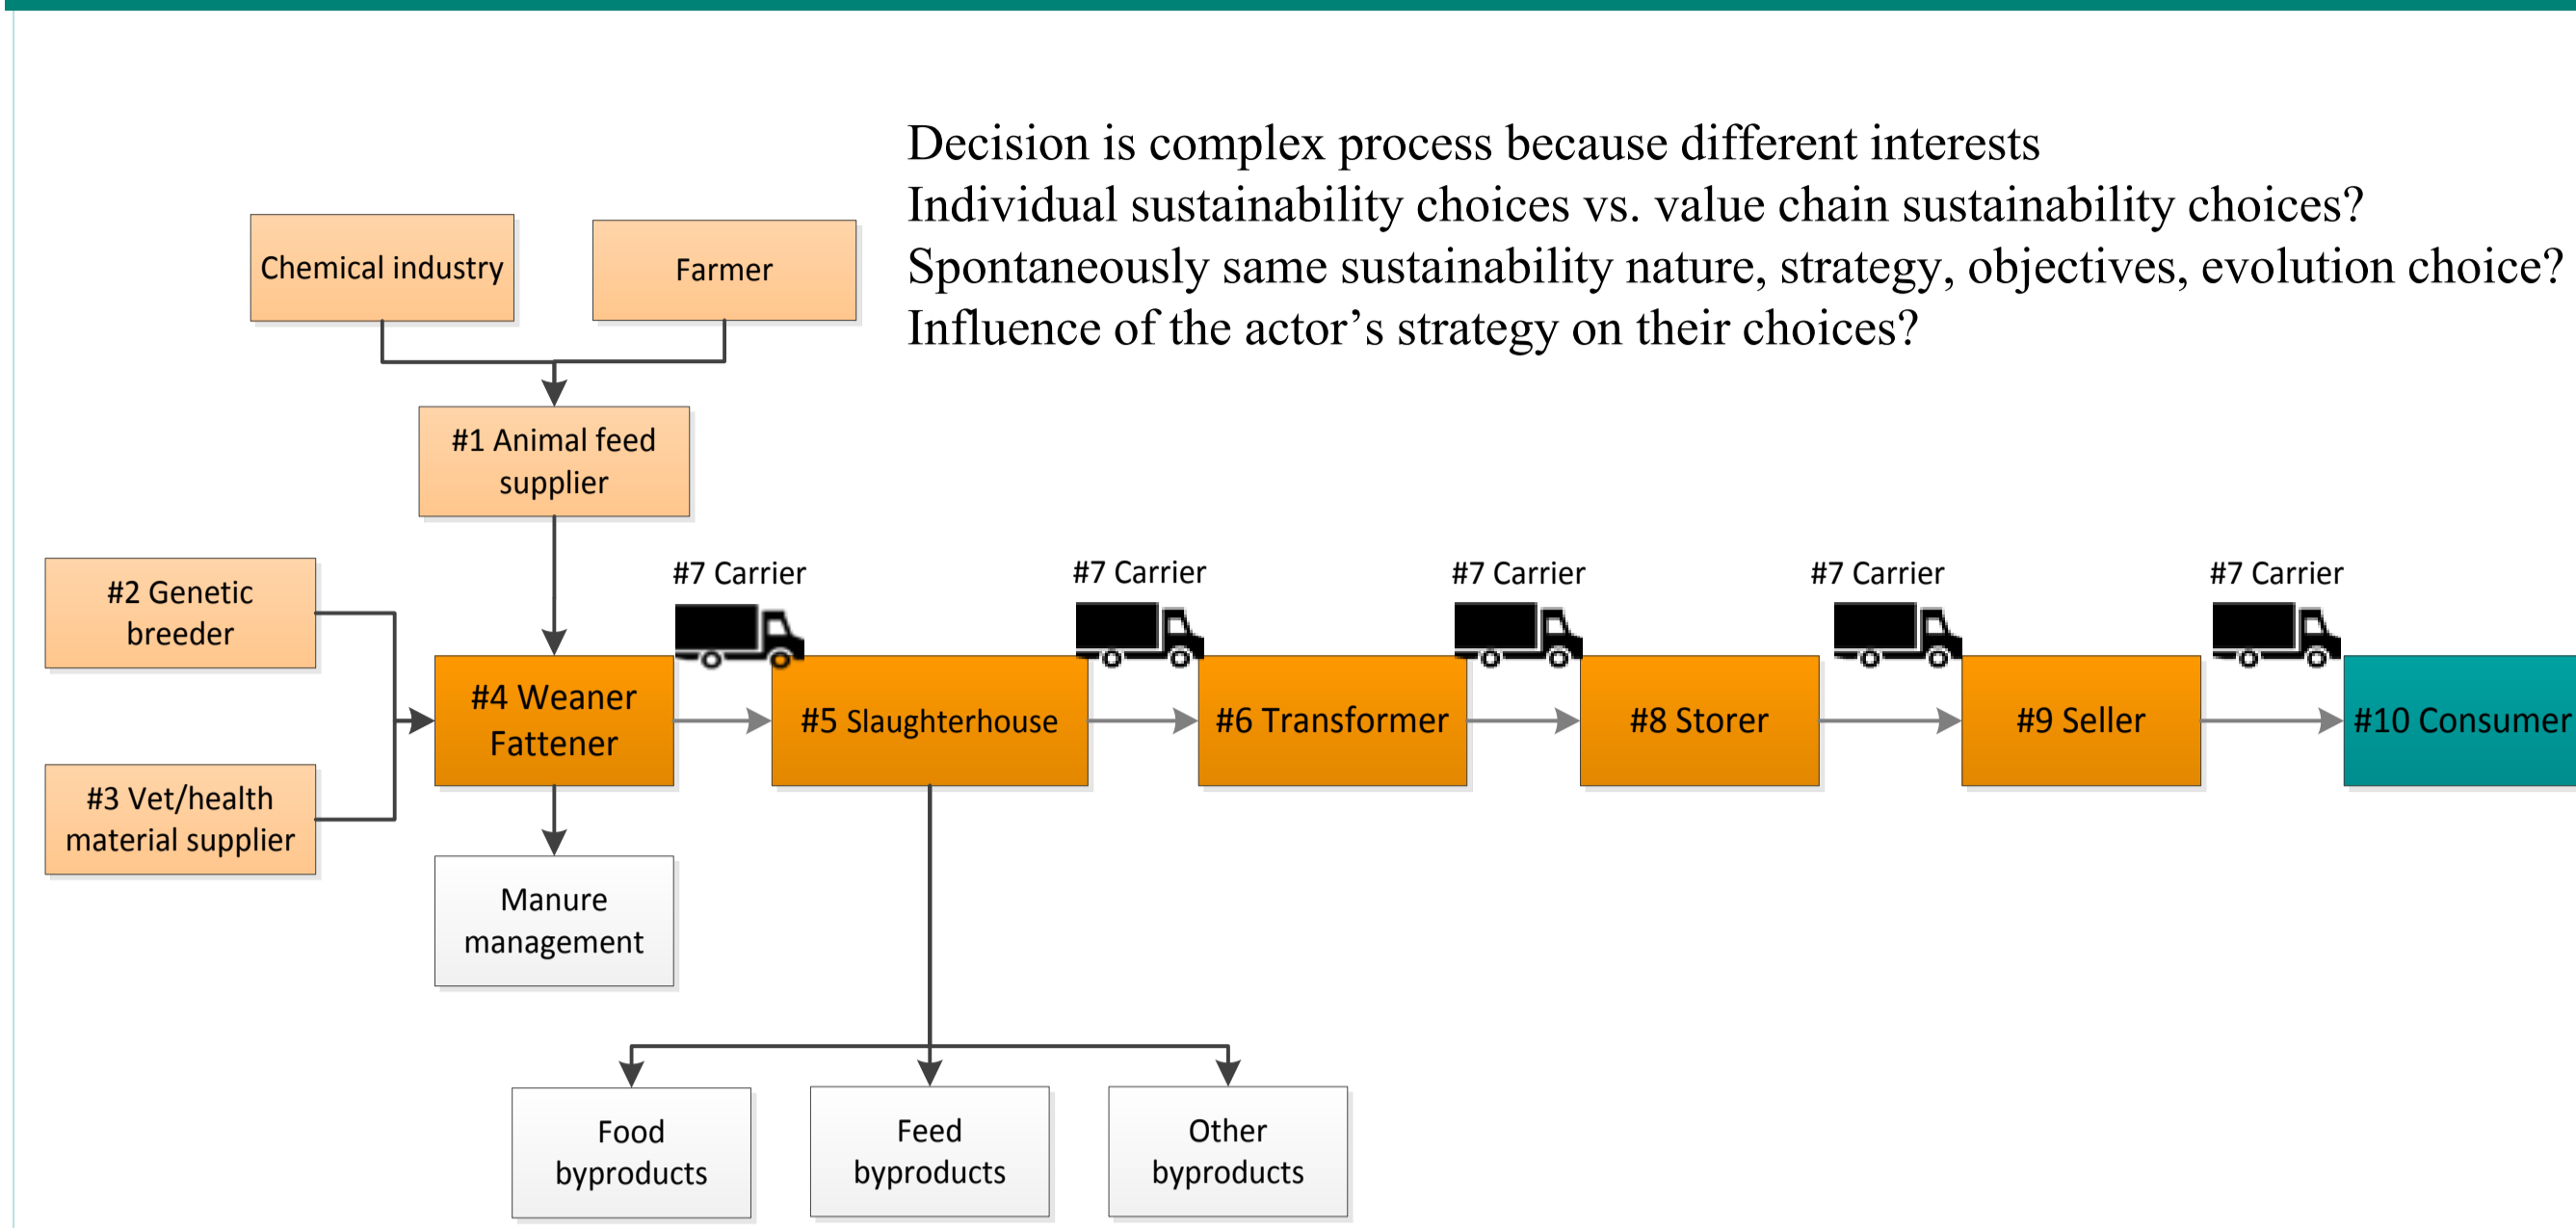 Decision is complex process because different interests
Individual sustainability choices vs. value chain sustainability choices?
Spontaneously same sustainability nature, strategy, objectives, evolution choice?
Influence of the actor’s strategy on their choices?
Chemical industry
Farmer
#1 Animal feed
supplier
#2 Genetic
breeder
#3 Vet/health
material supplier
#7 Carrier
#7 Carrier
#7 Carrier
#7 Carrier
#7 Carrier
#4 Weaner
Fattener
#5 Slaughterhouse
#6 Transformer
#8 Storer
#9 Seller
#10 Consumer
Manure
management
Food
byproducts
Feed
byproducts
Other
byproducts